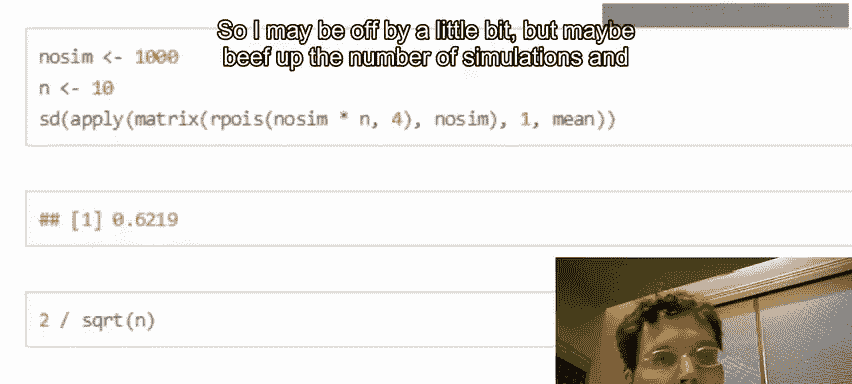 So I may be off by a little bit, but maybe
beef up the number of simulations and
nosim <- 1000
n <- 10
sd(apply(matrix(rpois(nosim * n, 4), nosim), 1, mean))
## [1] 0.6219
2 / sqrt(n)